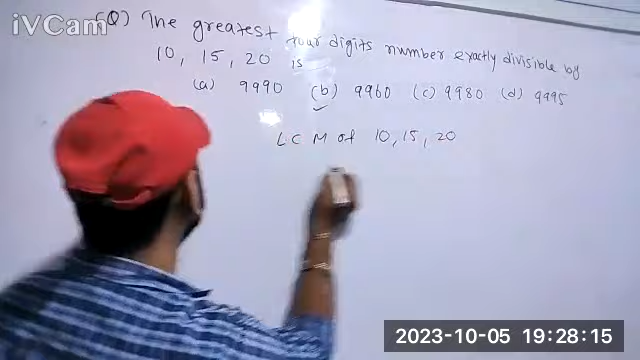 iVCam
(Q) The greatest four digits number exactly divisible by
10, 15, 20 is
(a) 9990 (b) 9960 (c) 9980 (d) 9995
LCM of 10, 15, 20
iVCam
2023-10-05 19:28:15